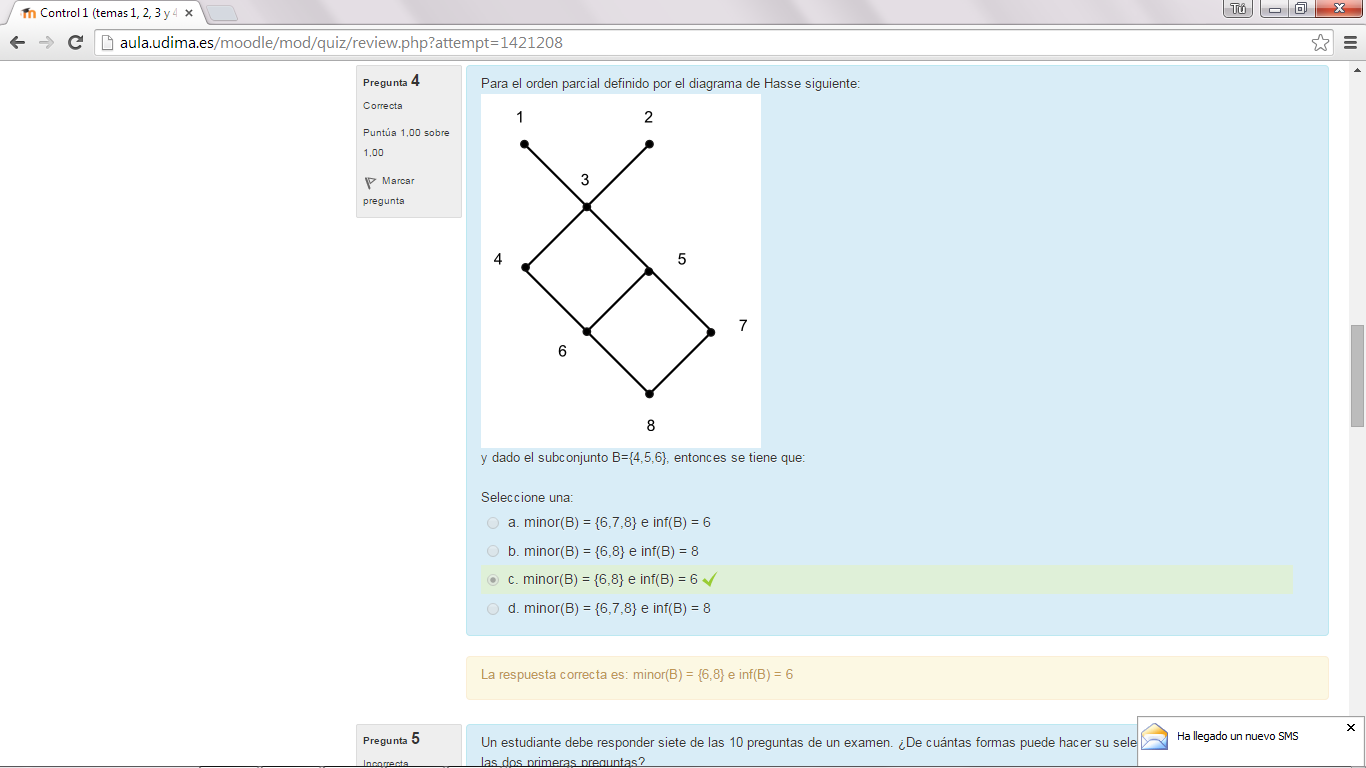 Control 1 (temas 1, 2, 3 y 4
Tú
aula.udima.es/moodle/mod/quiz/review.php?attempt=1421208
Pregunta 4
Correcta
Puntúa 1,00 sobre
1,00
Marcar
pregunta
Para el orden parcial definido por el diagrama de Hasse siguiente:
1 2
3
4 5
7
6
8
y dado el subconjunto B={4,5,6}, entonces se tiene que:
Seleccione una:
a. minor(B) = {6,7,8} e inf(B) = 6
b. minor(B) = {6,8} e inf(B) = 8
c. minor(B) = {6,8} e inf(B) = 6
d. minor(B) = {6,7,8} e inf(B) = 8
La respuesta correcta es: minor(B) = {6,8} e inf(B) = 6
Pregunta 5
Incorrecta
Un estudiante debe responder siete de las 10 preguntas de un examen. ¿De cuántas formas puede hacer su sele
las dos primeras preguntas?
Ha llegado un nuevo SMS